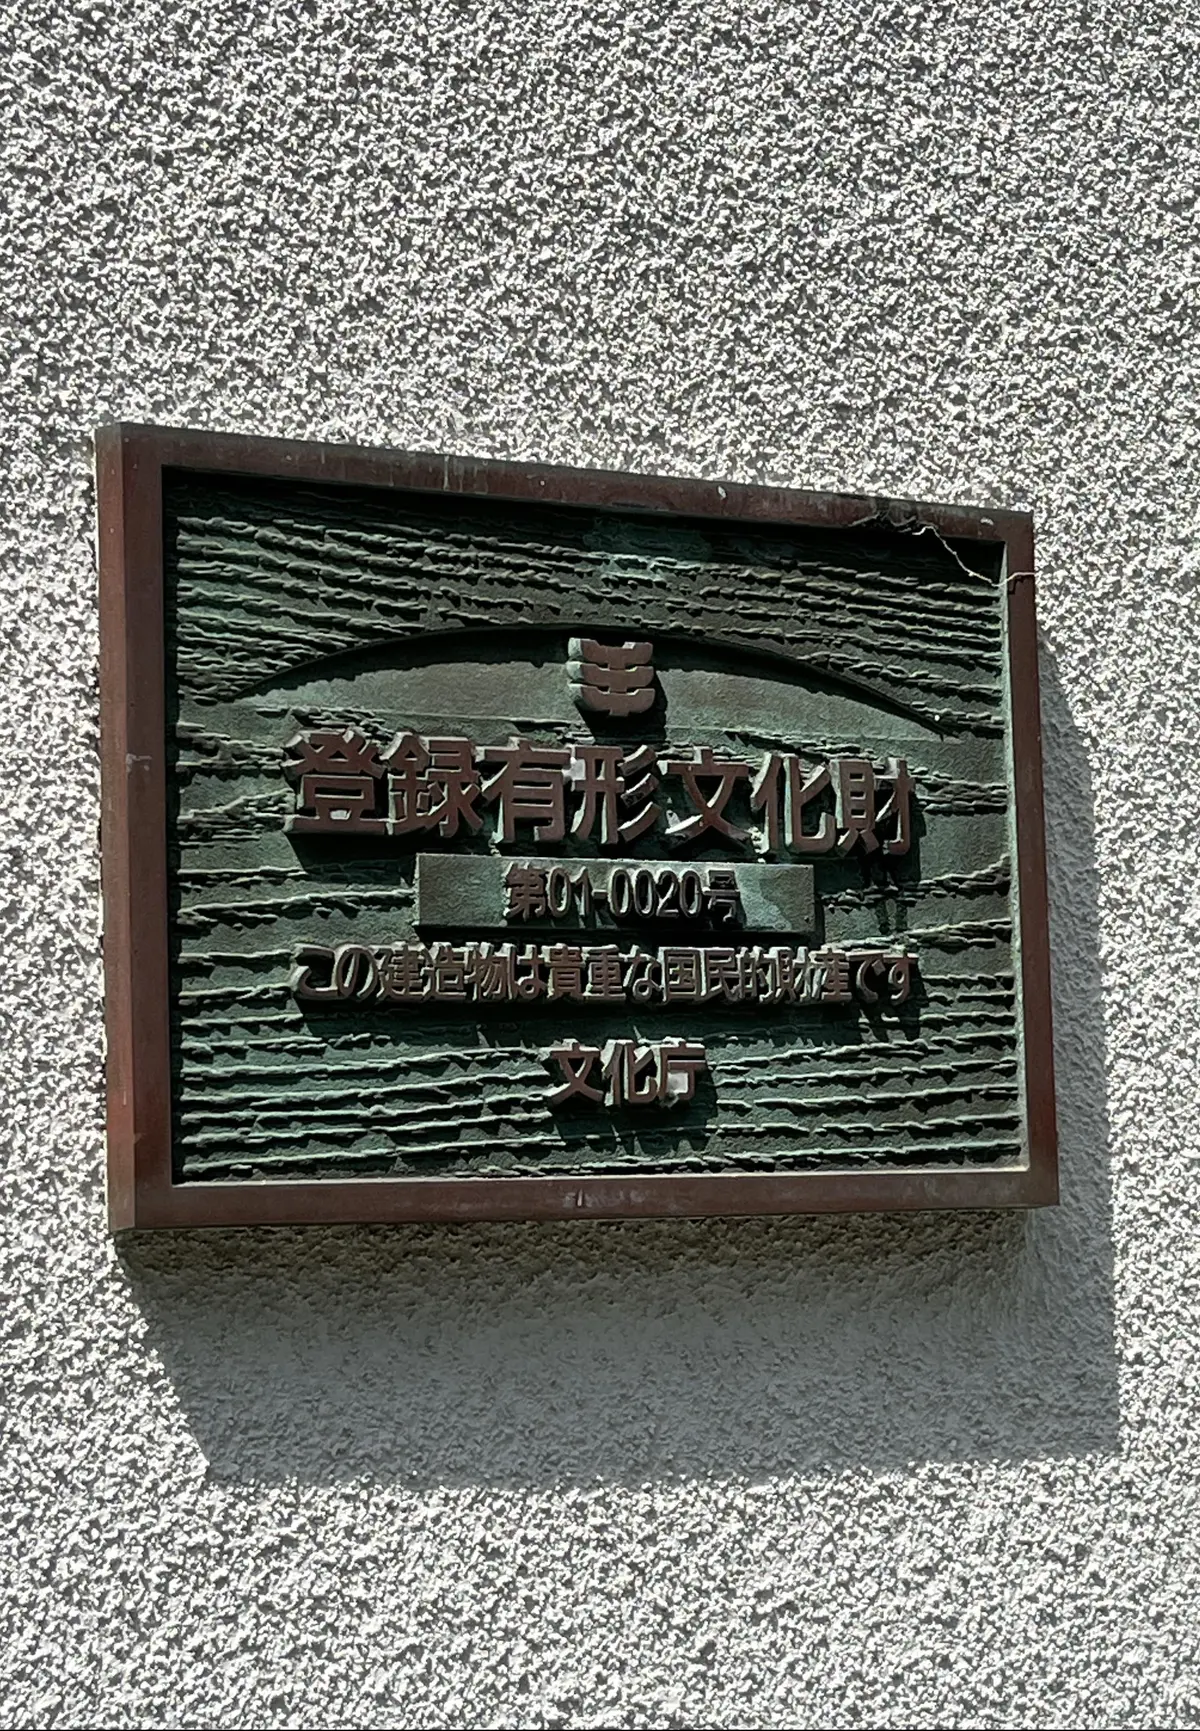 登録有形文化財
第01-0020号
この建造物は貴重な国民的財産です
文化庁